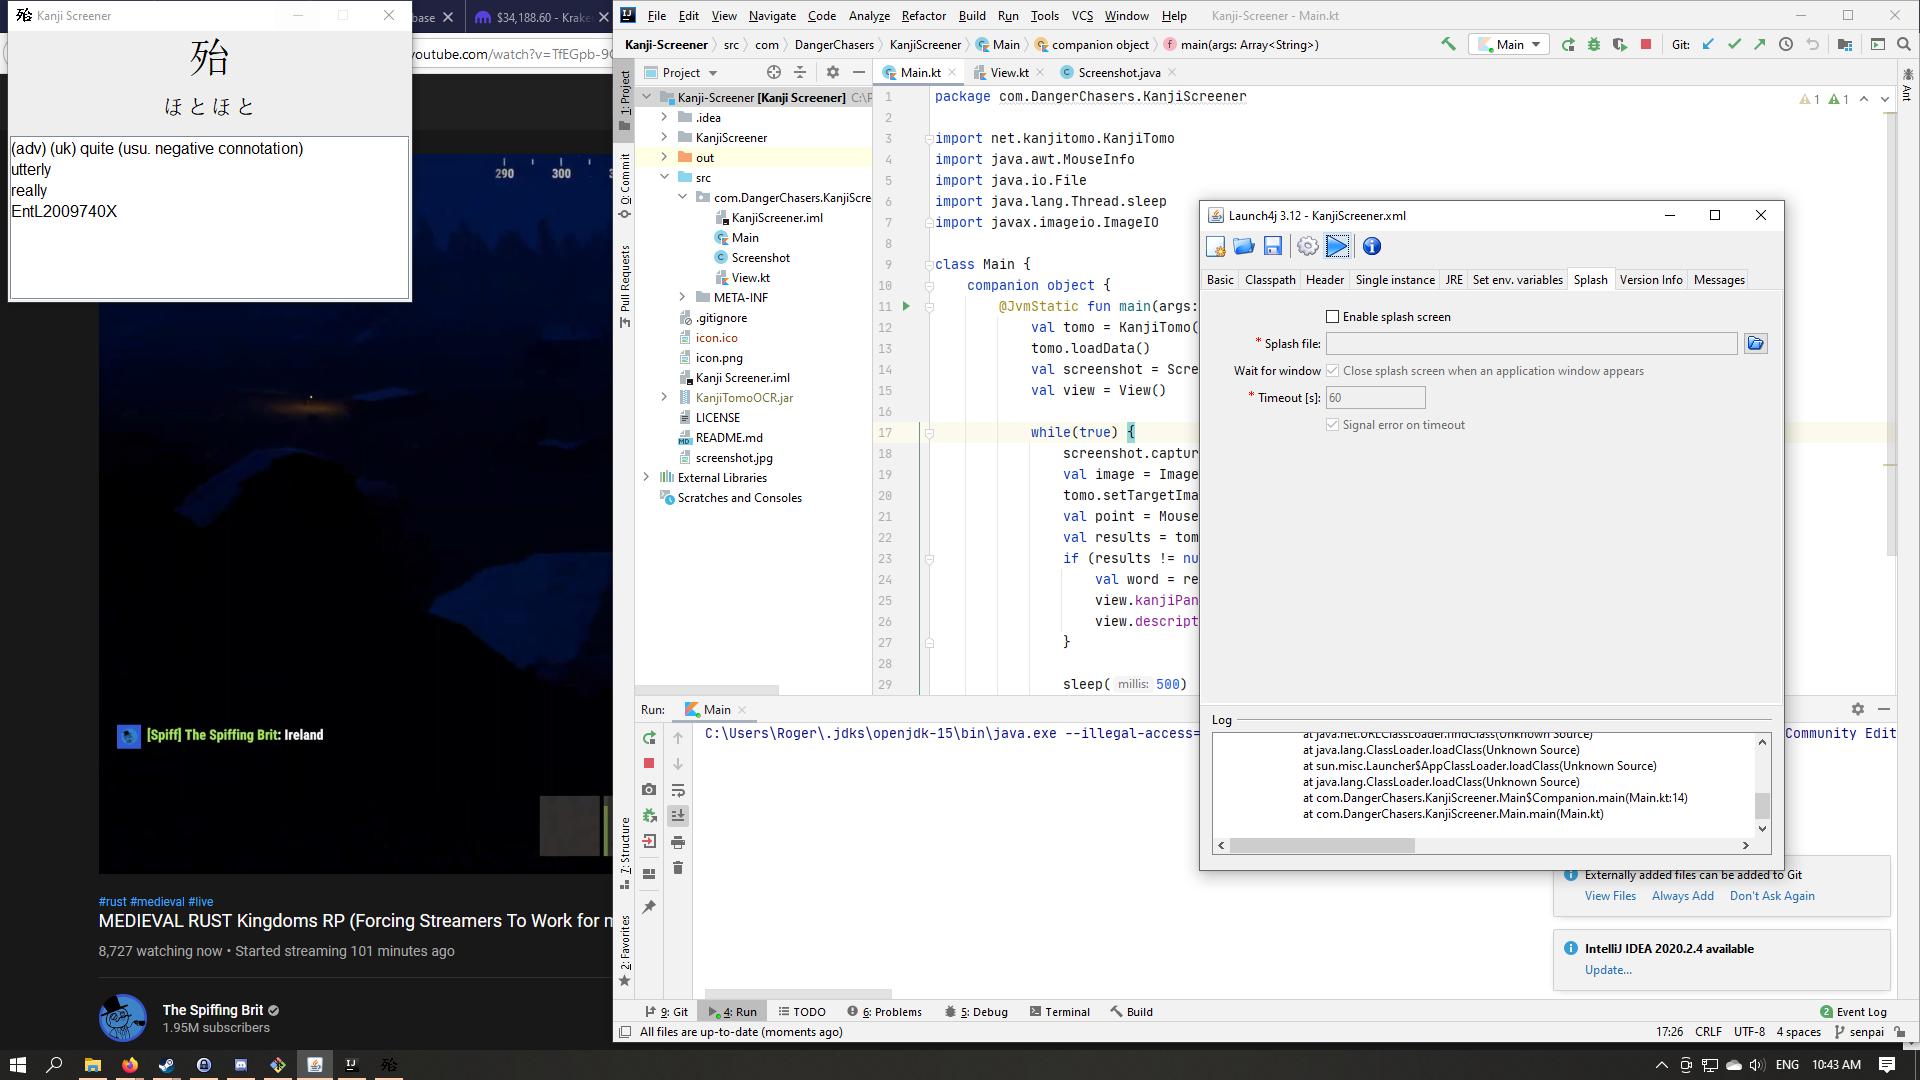 Kanji Screener
殆
ほとほと
(adv) (uk) quite (usu. negative connotation)
utterly
really
EntL2009740X
base
$34,188.60 - Krake
youtube.com/watch?v=TfEGpb-9
290 300
[Spiff] The Spiffing Brit: Ireland
#rust #medieval #live
MEDIEVAL RUST Kingdoms RP (Forcing Streamers To Work for
8,727 watching now • Started streaming 101 minutes ago
The Spiffing Brit
1.95M subscribers
File Edit View Navigate Code Analyze Refactor Build Run Tools VCS Window Help Kanji-Screener - Main.kt
Kanji-Screener src com DangerChasers KanjiScreener Main companion object main(args: Array<String>)
Main
Git:
1: Project
0: Commit
Pull Requests
7: Structure
2: Favorites
Ant
Project
Kanji-Screener [Kanji Screener] C:\P
.idea
KanjiScreener
out
src
com.DangerChasers.KanjiScree
KanjiScreener.iml
Main
Screenshot
View.kt
META-INF
.gitignore
icon.ico
icon.png
Kanji Screener.iml
KanjiTomoOCR.jar
LICENSE
README.md
screenshot.jpg
External Libraries
Scratches and Consoles
Main.kt View.kt Screenshot.java
1 1
1 package com.DangerChasers.KanjiScreener
2
3 import net.kanjitomo.KanjiTomo
4 import java.awt.MouseInfo
5 import java.io.File
6 import java.lang.Thread.sleep
7 import javax.imageio.ImageIO
8
9 class Main {
10 companion object {
11 @JvmStatic fun main(args:
12 val tomo = KanjiTomo(
13 tomo.loadData()
14 val screenshot = Scre
15 val view = View()
16
17 while(true) {
18 screenshot.captur
19 val image = Image
20 tomo.setTargetIma
21 val point = Mouse
22 val results = tom
23 if (results != nu
24 val word = re
25 view.kanjiPan
26 view.descript
27 }
28
29 sleep( millis: 500)
Launch4j 3.12 - KanjiScreener.xml
Basic Classpath Header Single instance JRE Set env. variables Splash Version Info Messages
Enable splash screen
* Splash file:
Wait for window Close splash screen when an application window appears
* Timeout [s]: 60
Signal error on timeout
Log
at java.net.URLClassLoader.findClass(Unknown Source)
at java.lang.ClassLoader.loadClass(Unknown Source)
at sun.misc.Launcher$AppClassLoader.loadClass(Unknown Source)
at java.lang.ClassLoader.loadClass(Unknown Source)
at com.DangerChasers.KanjiScreener.Main$Companion.main(Main.kt:14)
at com.DangerChasers.KanjiScreener.Main.main(Main.kt)
Run: Main
C:\Users\Roger\.jdks\openjdk-15\bin\java.exe --illegal-access=
Community Edit
Externally added files can be added to Git
View Files Always Add Don't Ask Again
IntelliJ IDEA 2020.2.4 available
Update...
9: Git 4: Run TODO 6: Problems 5: Debug Terminal Build
2 Event Log
All files are up-to-date (moments ago)
17:26 CRLF UTF-8 4 spaces senpai
殆
ENG 10:43 AM